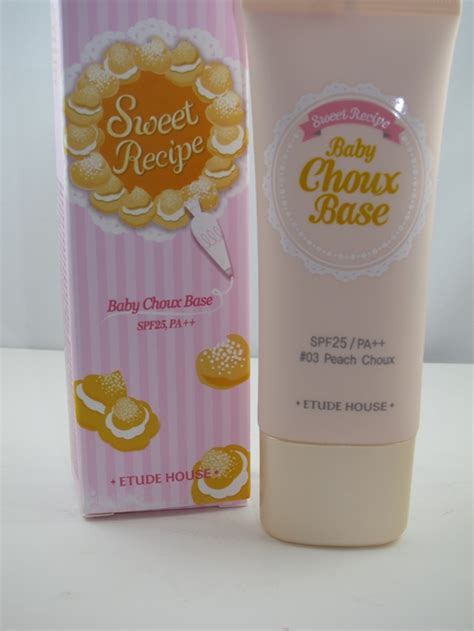 Sweet
Recipe
Baby Choux Base
SPF25, PA++
• ETUDE HOUSE •
Sweet Recipe
Baby
Choux
Base
SPF25 / PA++
#03 Peach Choux
• ETUDE HOUSE •